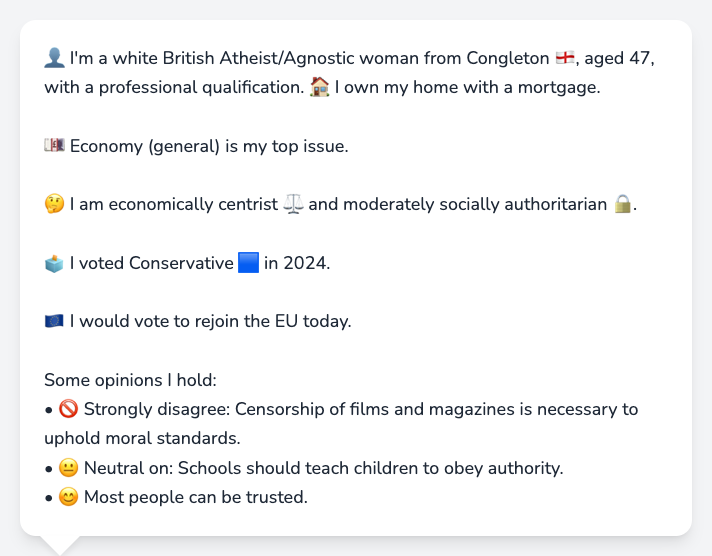 👤 I'm a white British Atheist/Agnostic woman from Congleton 🏴󠁧󠁢󠁥󠁮󠁧󠁿, aged 47,
with a professional qualification. 🏠 I own my home with a mortgage.
💷 Economy (general) is my top issue.
🤔 I am economically centrist ⚖️ and moderately socially authoritarian 🔒.
🗳️ I voted Conservative 🟦 in 2024.
🇪🇺 I would vote to rejoin the EU today.
Some opinions I hold:
• 🚫 Strongly disagree: Censorship of films and magazines is necessary to
uphold moral standards.
• 😐 Neutral on: Schools should teach children to obey authority.
• 😊 Most people can be trusted.